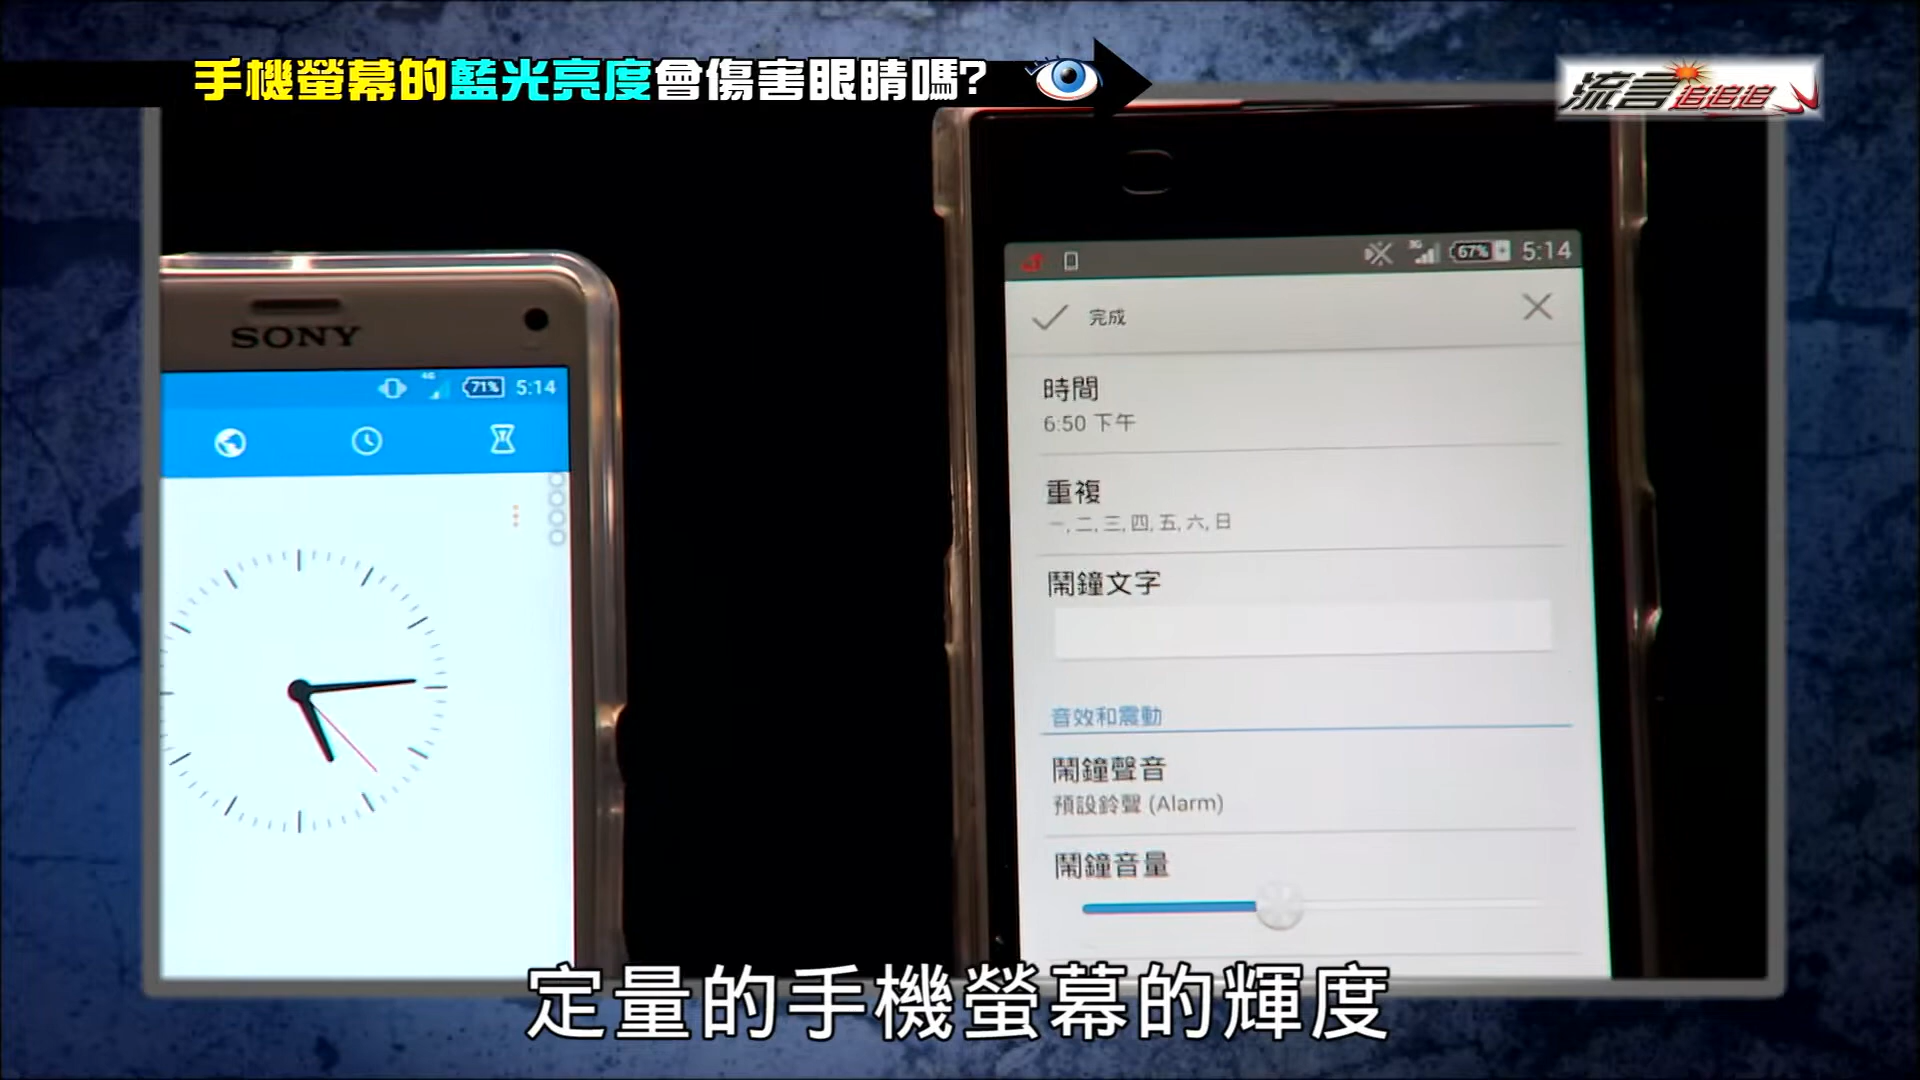 手機螢幕的藍光亮度會傷害眼睛嗎?
流言追追追
SONY
4G 71% 5:14
3G 67% 5:14
完成
時間
6:50 下午
重複
一, 二, 三, 四, 五, 六, 日
鬧鐘文字
音效和震動
鬧鐘聲音
預設鈴聲 (Alarm)
鬧鐘音量
定量的手機螢幕的輝度